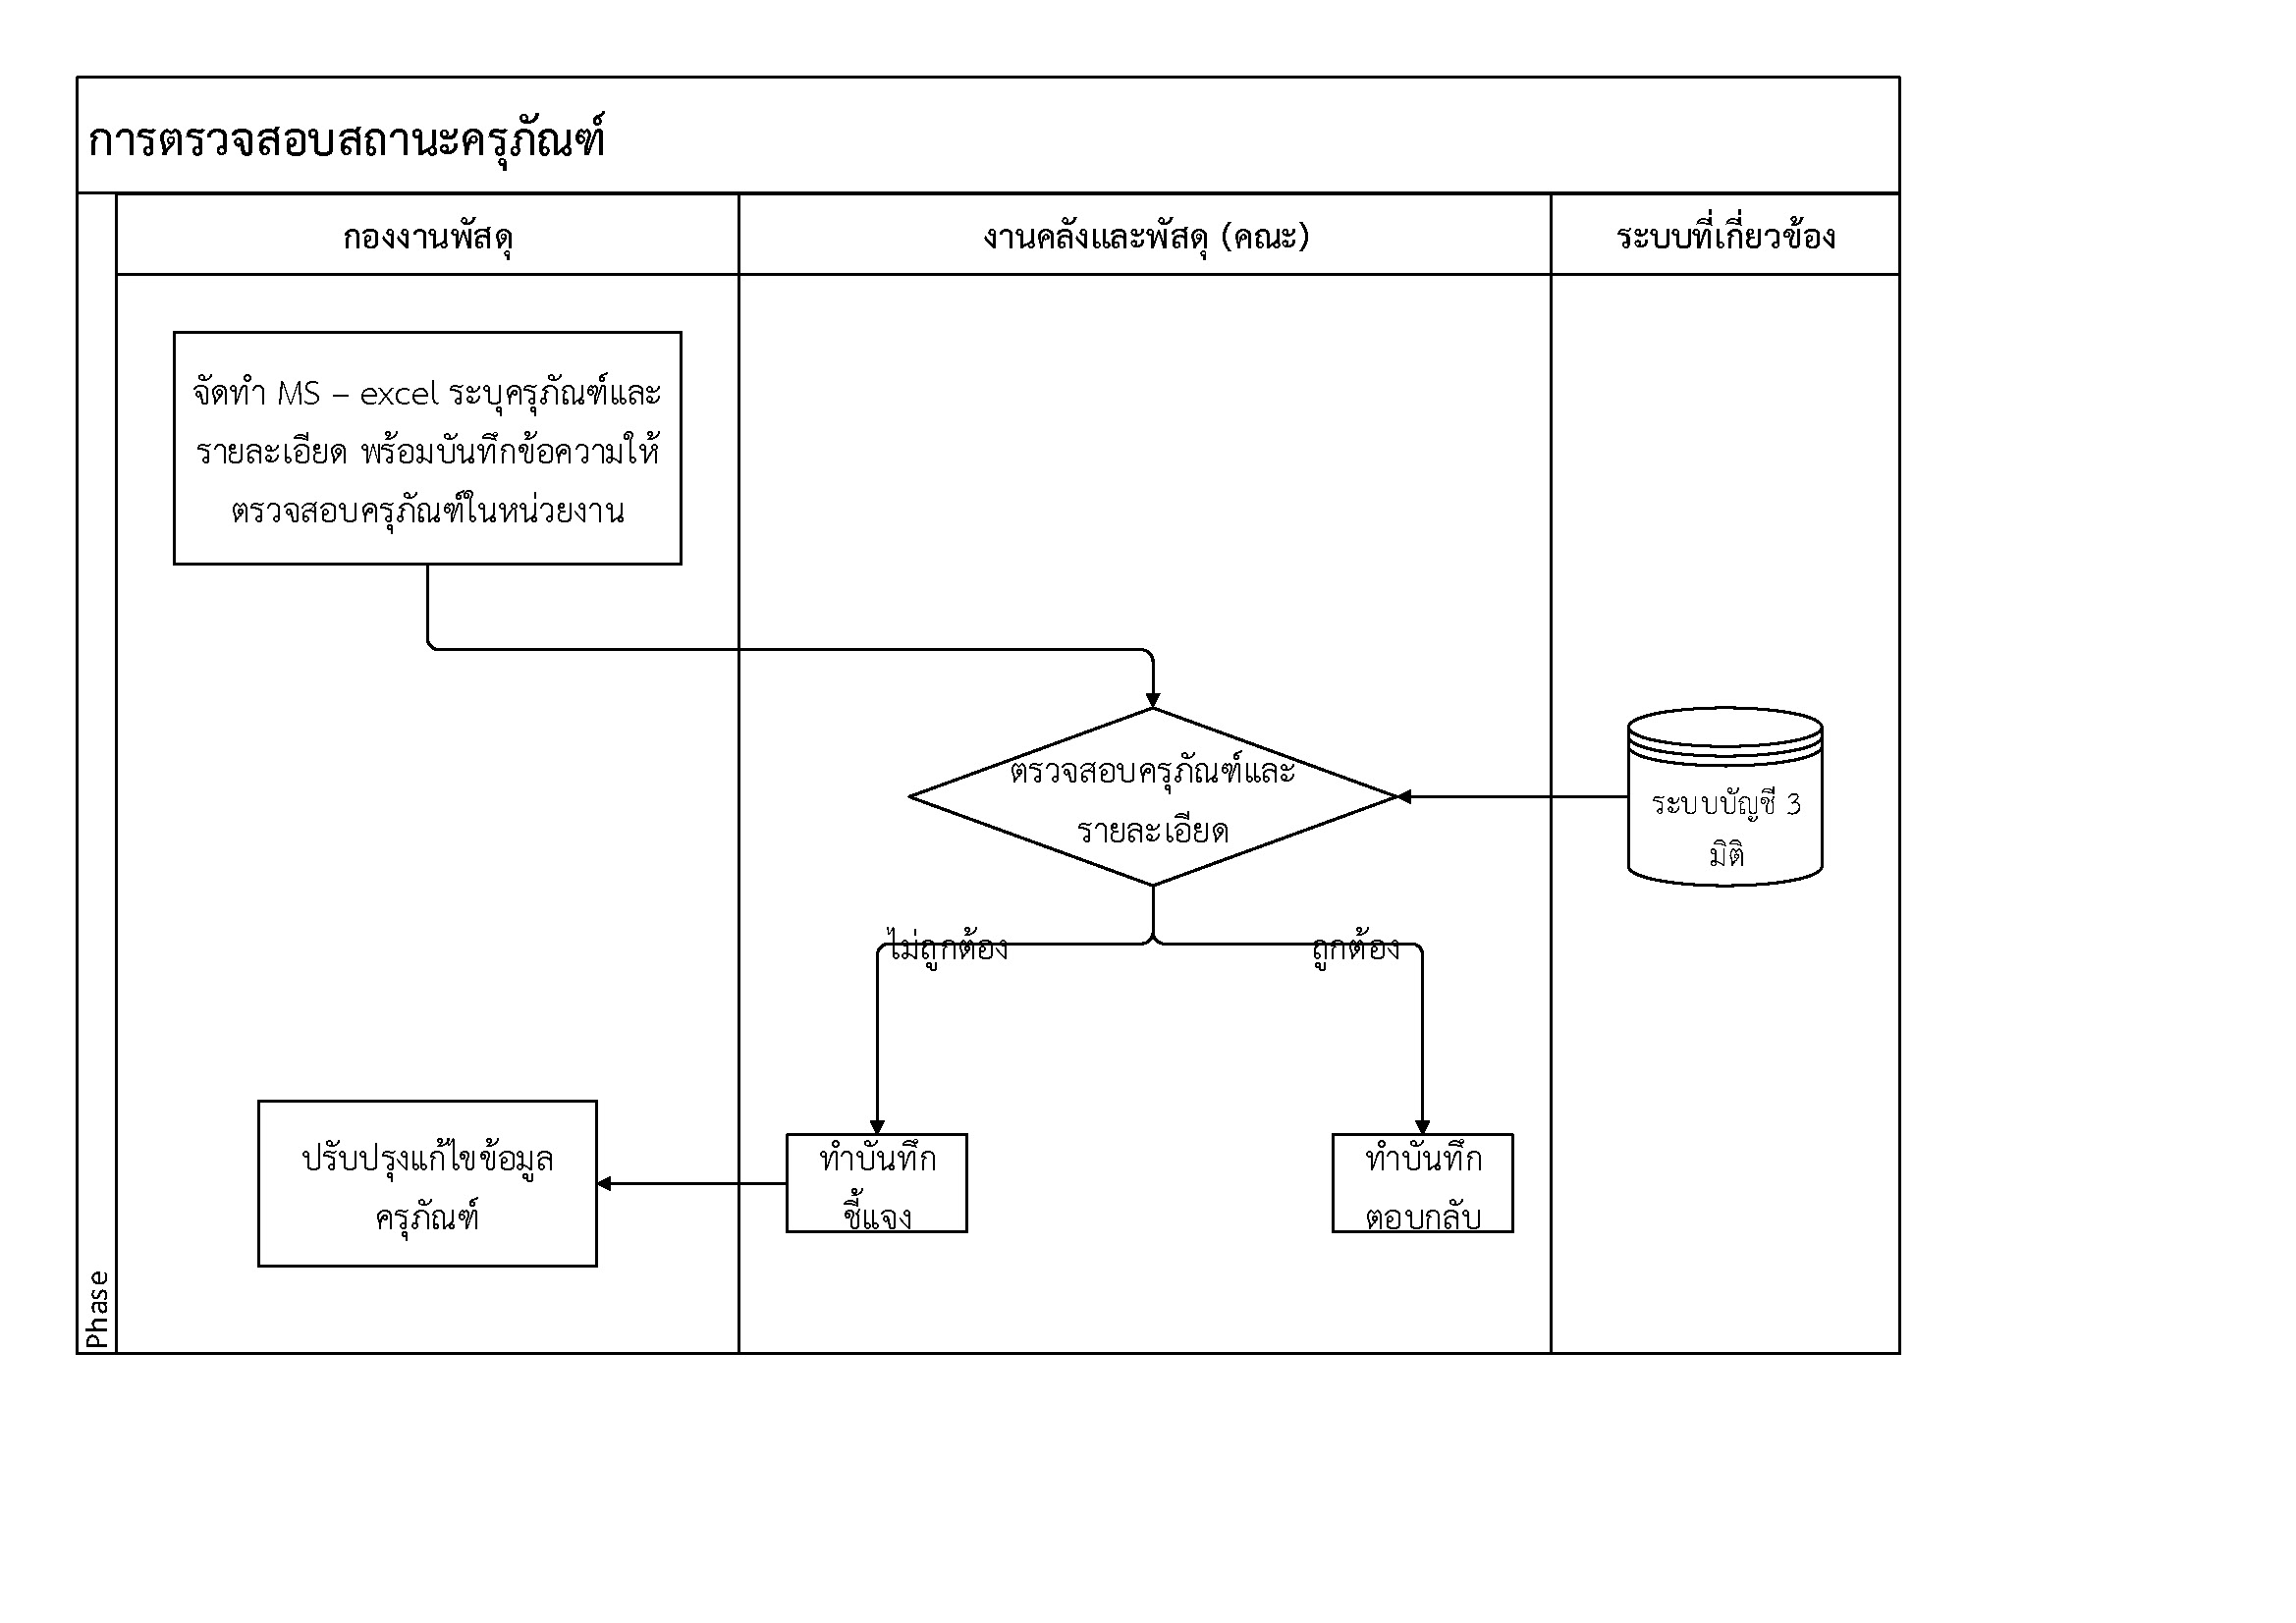 การตรวจสอบสถานะครุภัณฑ์
กองงานพัสดุ
งานคลังและพัสดุ (คณะ)
ระบบที่เกี่ยวข้อง
จัดทำ MS – excel ระบุครุภัณฑ์และ
รายละเอียด พร้อมบันทึกข้อความให้
ตรวจสอบครุภัณฑ์ในหน่วยงาน
ตรวจสอบครุภัณฑ์และ
รายละเอียด
ระบบบัญชี 3
มิติ
ไม่ถูกต้อง
ถูกต้อง
ปรับปรุงแก้ไขข้อมูล
ครุภัณฑ์
ทำบันทึก
ชี้แจง
ทำบันทึก
ตอบกลับ
Phase